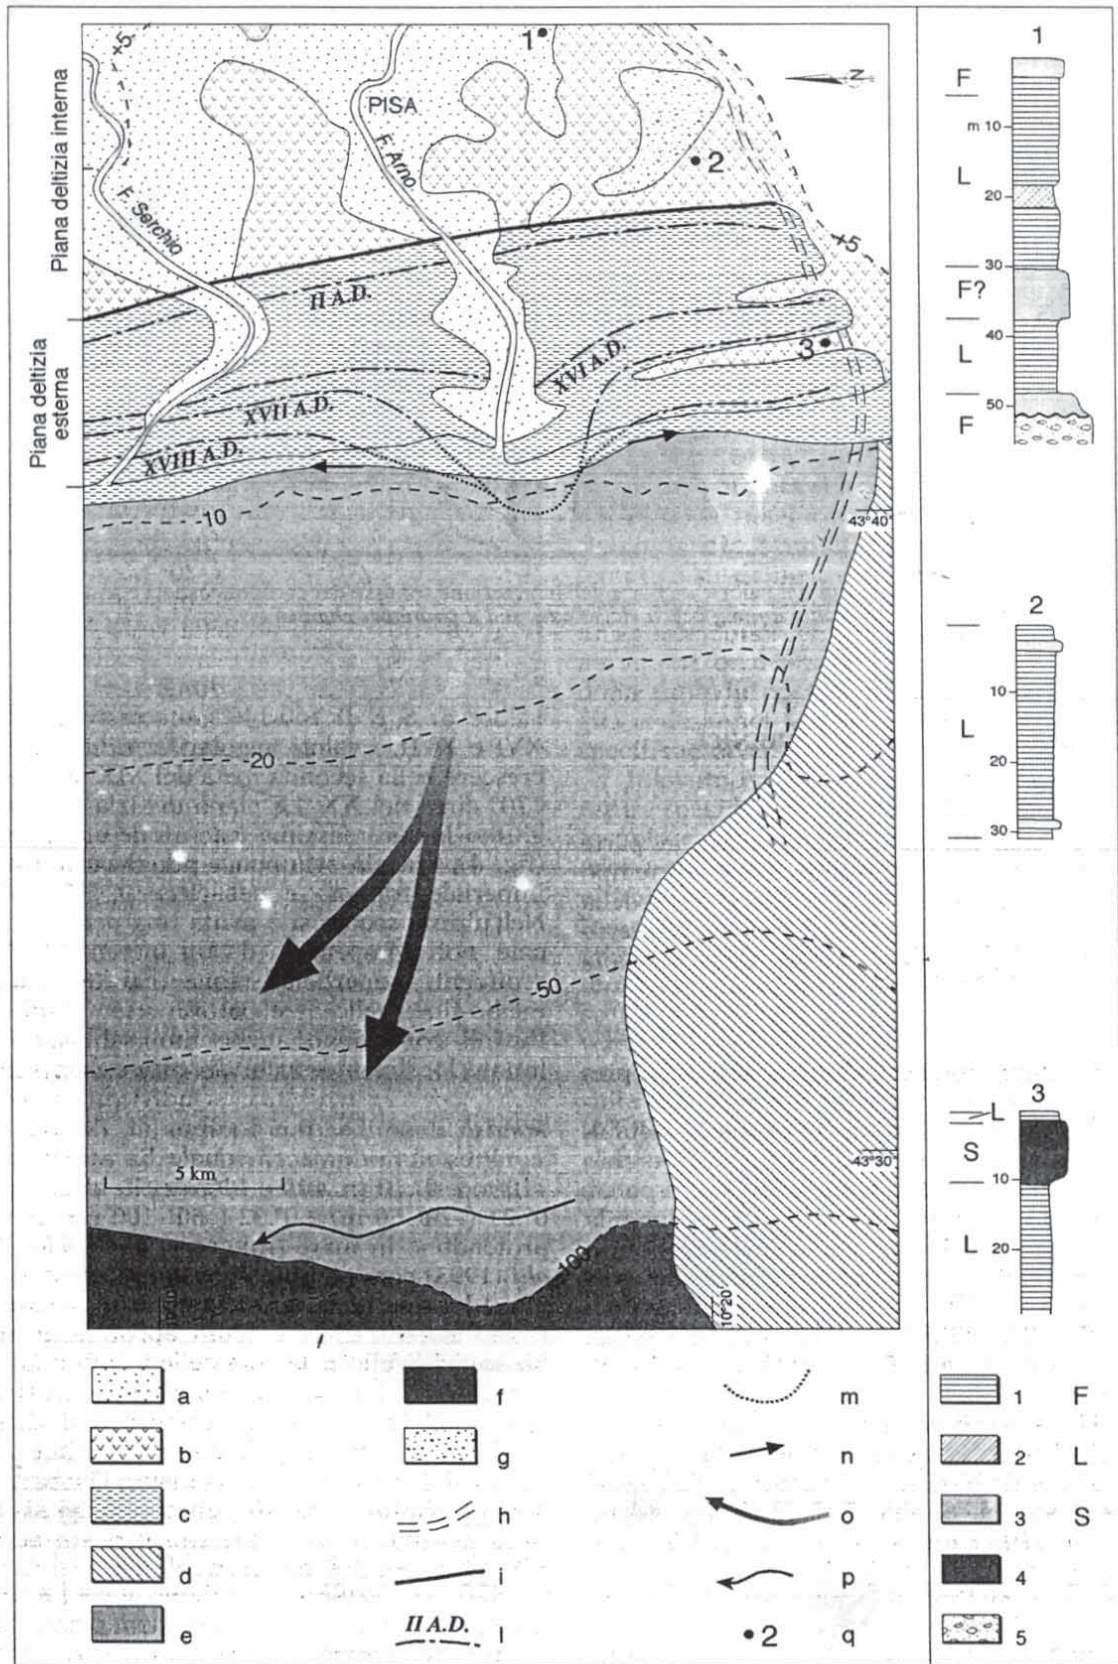 Piana deltizia interna
Piana deltizia
esterna
+5
1
N
PISA
F. Arno
2
F. Serchio
+5
II A.D.
3
XVI A.D.
XVII A.D.
XVIII A.D.
-10
43°40'
-20
-50
43°30'
5 km
-100
10°20'
1
F
m 10
L
20
30
F?
40
L
50
F
2
10
L
20
30
3
L
S
10
L
20
a
b
c
d
e
f
g
h
i
II A.D.
l
m
n
o
p
2
q
1
F
2
L
3
S
4
5